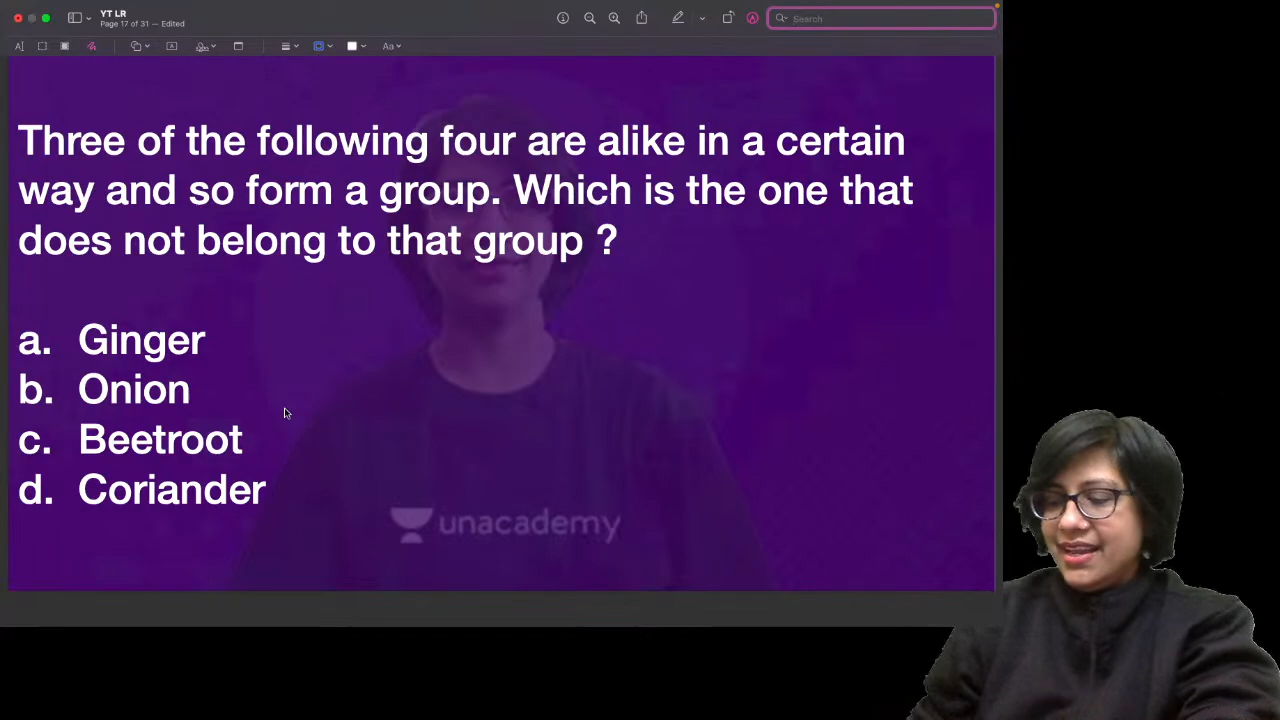 YT LR
Page 17 of 31 — Edited
Search
Aa
Three of the following four are alike in a certain
way and so form a group. Which is the one that
does not belong to that group ?
a. Ginger
b. Onion
c. Beetroot
d. Coriander
unacademy